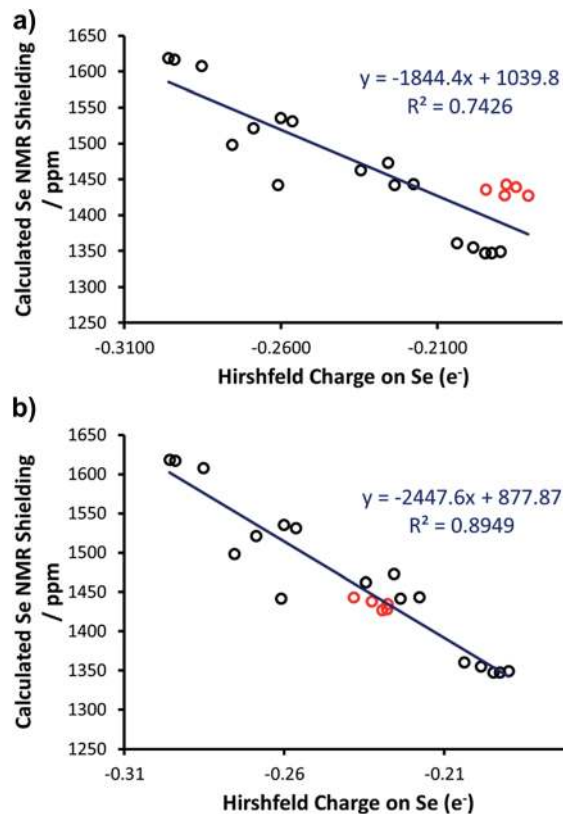 a)
Calculated Se NMR Shielding
/ ppm
1650
1600
1550
1500
1450
1400
1350
1300
1250
y = -1844.4x + 1039.8
R² = 0.7426
-0.3100
-0.2600
-0.2100
Hirshfeld Charge on Se (e⁻)
b)
Calculated Se NMR Shielding
/ ppm
1650
1600
1550
1500
1450
1400
1350
1300
1250
y = -2447.6x + 877.87
R² = 0.8949
-0.31
-0.26
-0.21
Hirshfeld Charge on Se (e⁻)